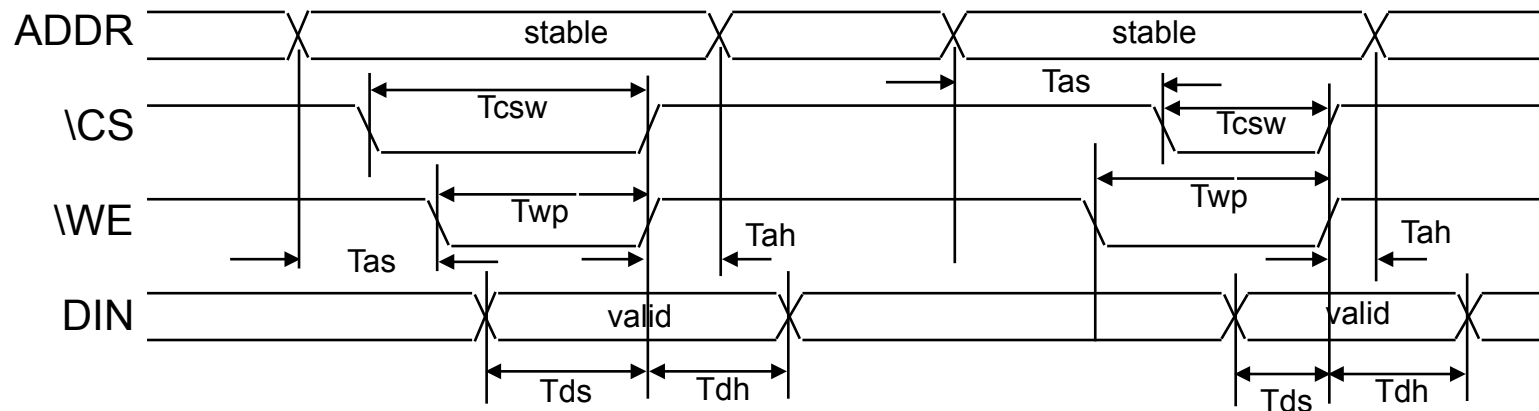 ADDR stable stable
Tas
\CS Tcsw Tcsw
\WE Twp Twp
Tas Tah Tah
DIN valid valid
Tds Tdh Tds Tdh